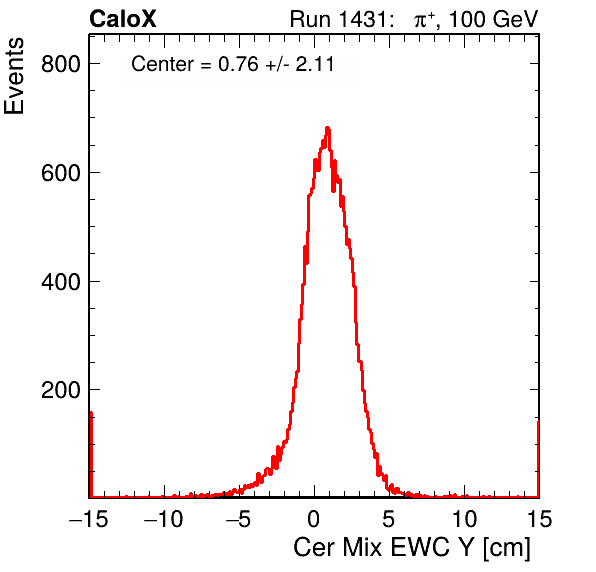 CaloX Run 1431: π⁺, 100 GeV
Events
Center = 0.76 +/- 2.11
800
600
400
200
−15 −10 −5 0 5 10 15
Cer Mix EWC Y [cm]